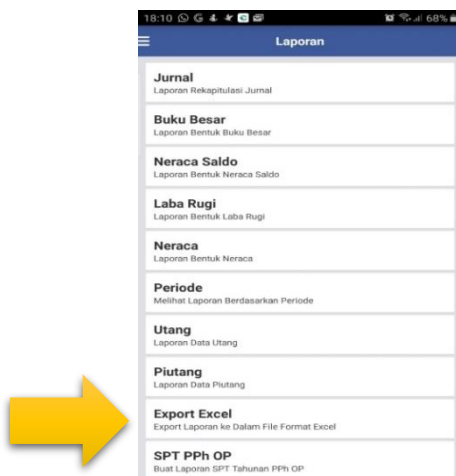 18:10 68%
Laporan
Jurnal
Laporan Rekapitulasi Jurnal
Buku Besar
Laporan Bentuk Buku Besar
Neraca Saldo
Laporan Bentuk Neraca Saldo
Laba Rugi
Laporan Bentuk Laba Rugi
Neraca
Laporan Bentuk Neraca
Periode
Melihat Laporan Berdasarkan Periode
Utang
Laporan Data Utang
Piutang
Laporan Data Piutang
Export Excel
Export Laporan ke Dalam File Format Excel
SPT PPh OP
Buat Laporan SPT Tahunan PPh OP